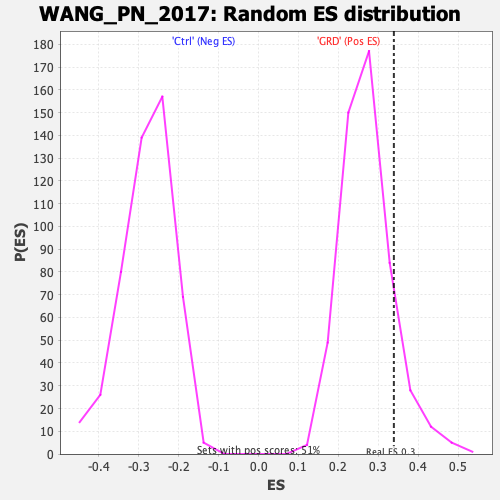 WANG_PN_2017: Random ES distribution
'Ctrl' (Neg ES)
'GRD' (Pos ES)
180
170
160
150
140
130
120
110
100
90
80
70
60
50
40
30
20
10
0
P(ES)
Sets with pos scores: 51%
Real ES 0.3
-0.4 -0.3 -0.2 -0.1 0.0 0.1 0.2 0.3 0.4 0.5
ES